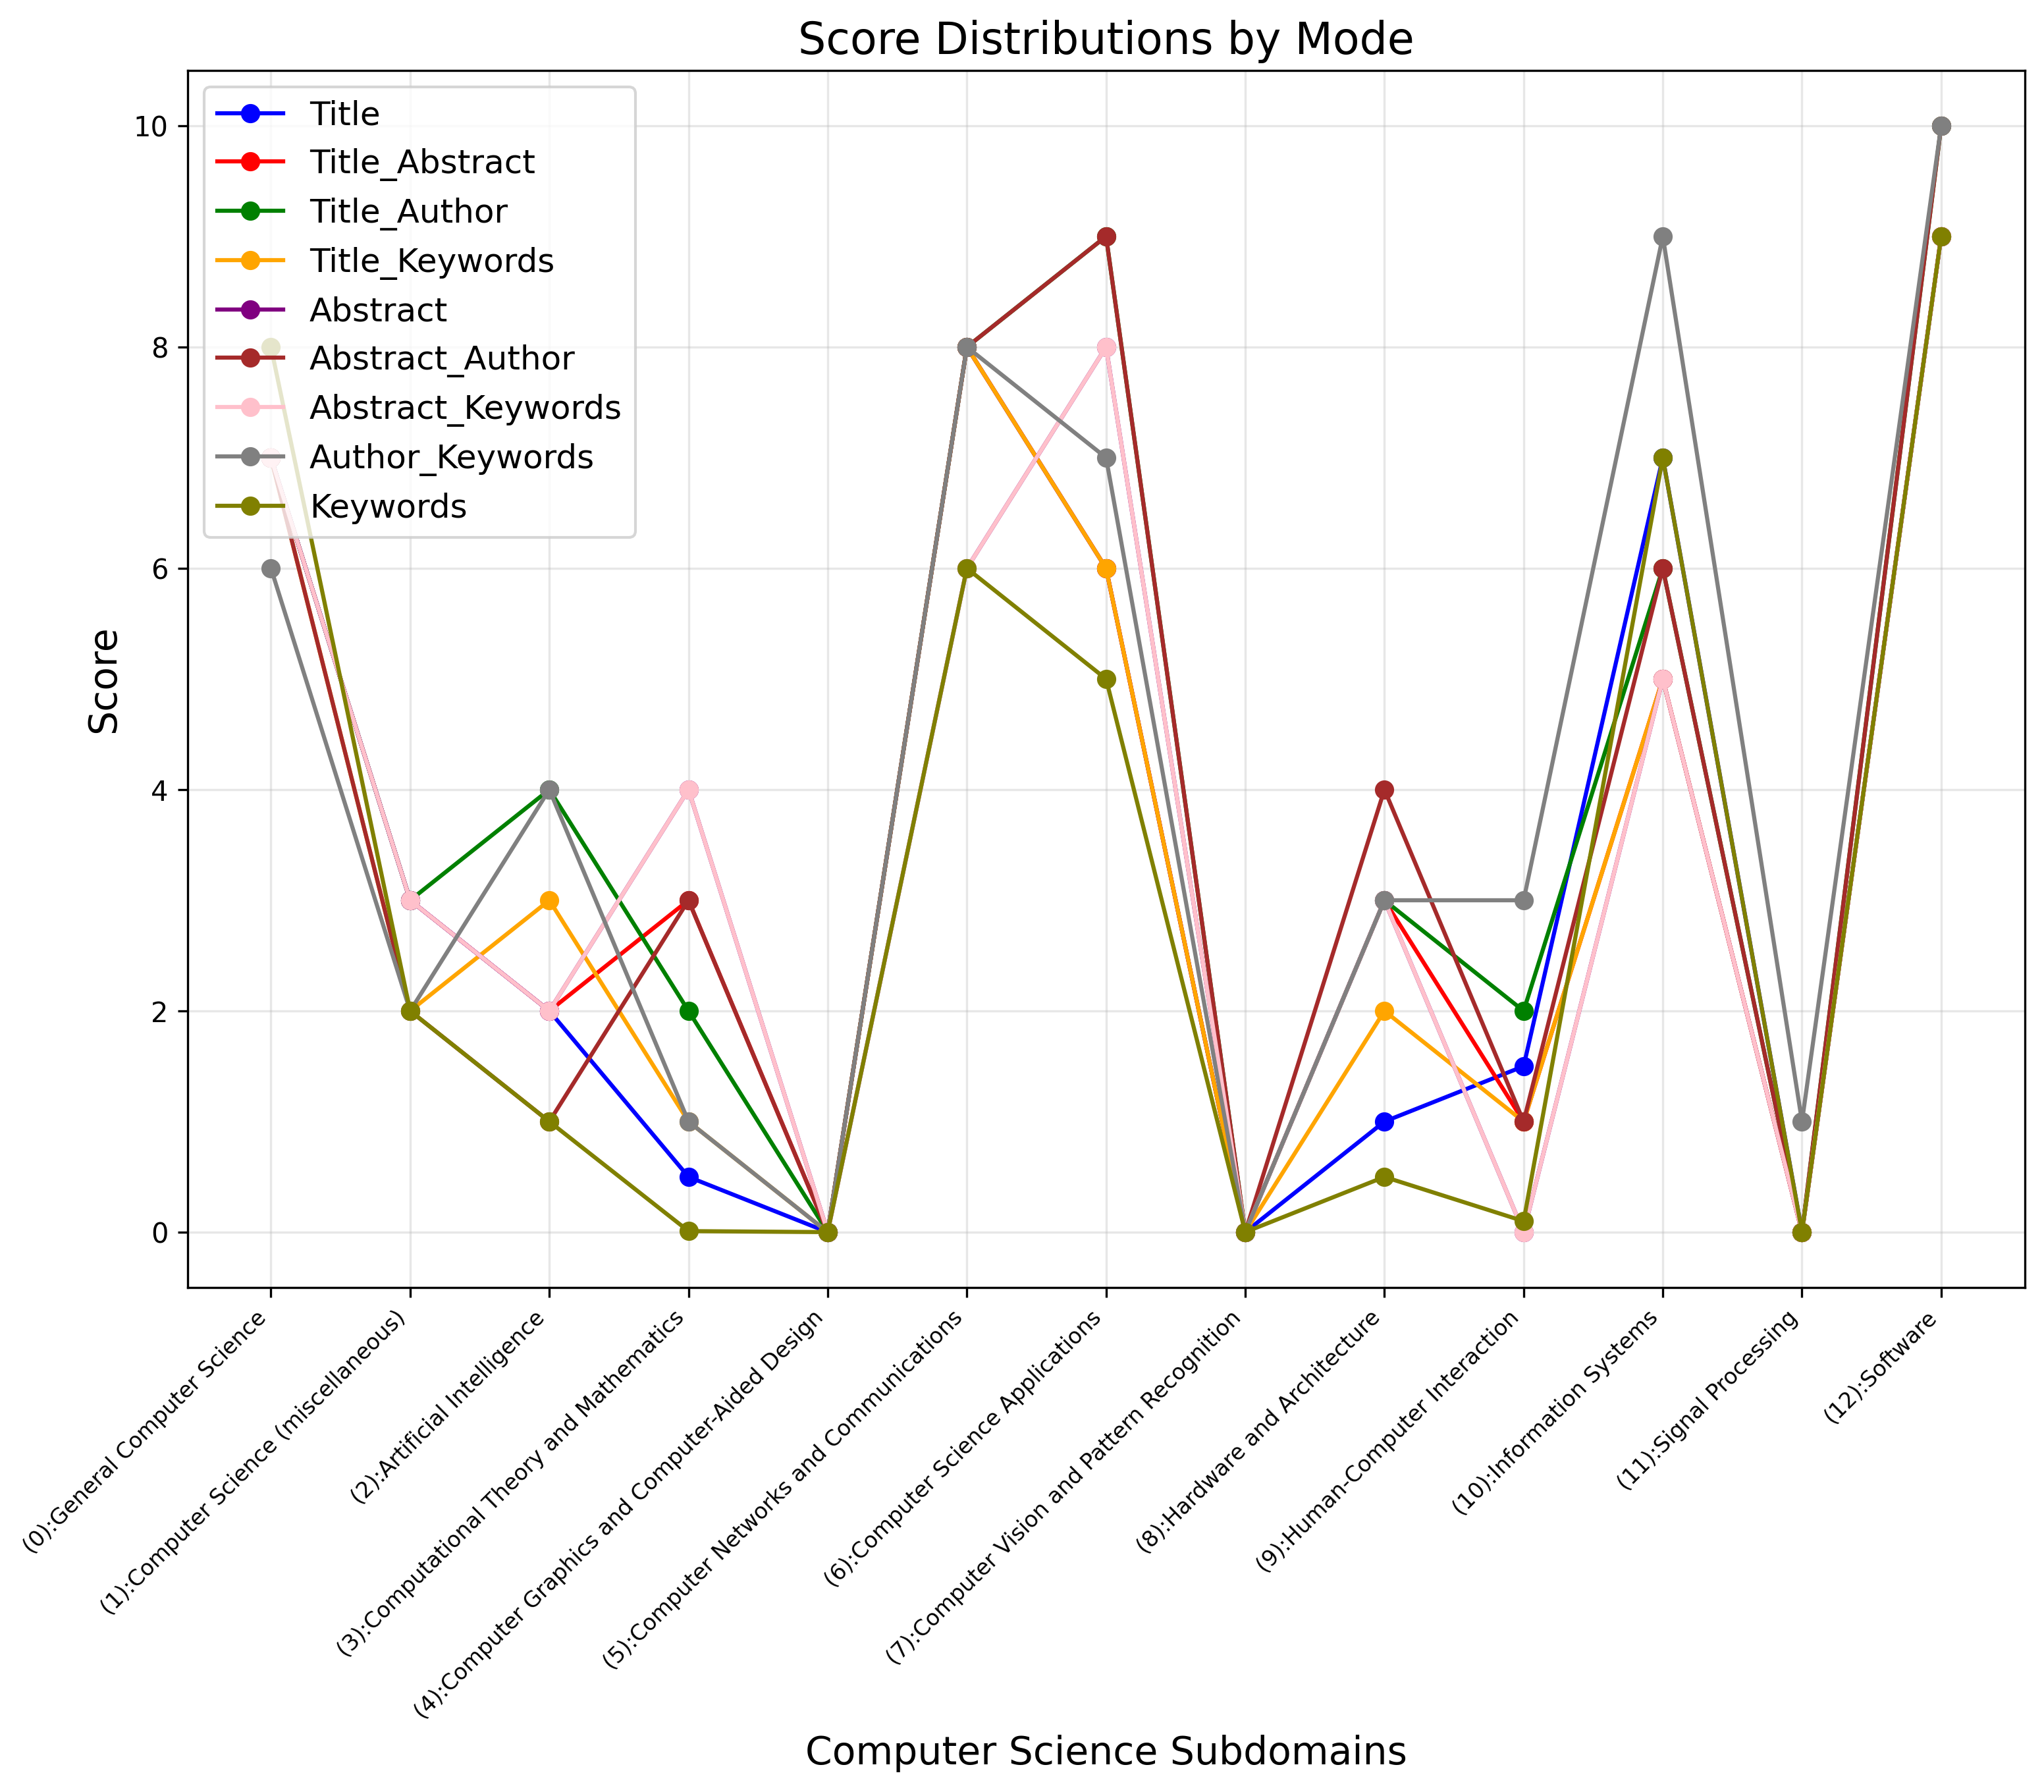 Score Distributions by Mode
Title
Title_Abstract
Title_Author
Title_Keywords
Abstract
Abstract_Author
Abstract_Keywords
Author_Keywords
Keywords
10
8
6
4
2
0
Score
(0):General Computer Science
(1):Computer Science (miscellaneous)
(2):Artificial Intelligence
(3):Computational Theory and Mathematics
(4):Computer Graphics and Computer-Aided Design
(5):Computer Networks and Communications
(6):Computer Science Applications
(7):Computer Vision and Pattern Recognition
(8):Hardware and Architecture
(9):Human-Computer Interaction
(10):Information Systems
(11):Signal Processing
(12):Software
Computer Science Subdomains